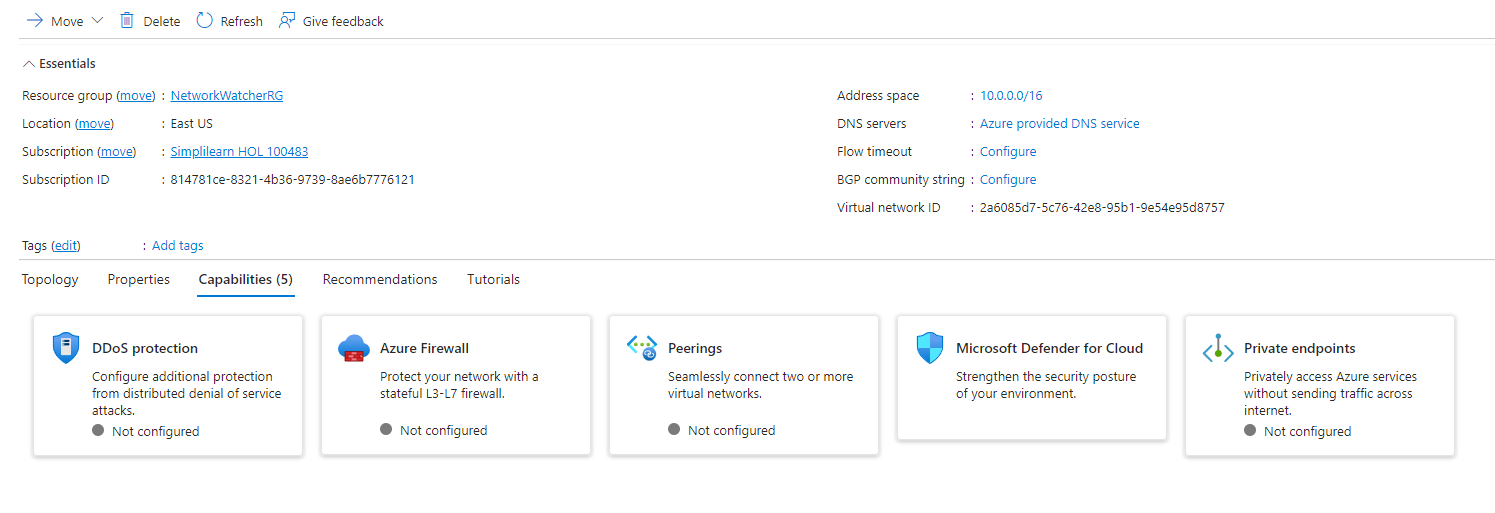 Move Delete Refresh Give feedback
Essentials
Resource group (move) : NetworkWatcherRG
Location (move) : East US
Subscription (move) : Simplilearn HOL 100483
Subscription ID : 814781ce-8321-4b36-9739-8ae6b7776121
Address space : 10.0.0.0/16
DNS servers : Azure provided DNS service
Flow timeout : Configure
BGP community string : Configure
Virtual network ID : 2a6085d7-5c76-42e8-95b1-9e54e95d8757
Tags (edit) : Add tags
Topology Properties Capabilities (5) Recommendations Tutorials
DDoS protection
Configure additional protection
from distributed denial of service
attacks.
Not configured
Azure Firewall
Protect your network with a
stateful L3-L7 firewall.
Not configured
Peerings
Seamlessly connect two or more
virtual networks.
Not configured
Microsoft Defender for Cloud
Strengthen the security posture
of your environment.
Private endpoints
Privately access Azure services
without sending traffic across
internet.
Not configured